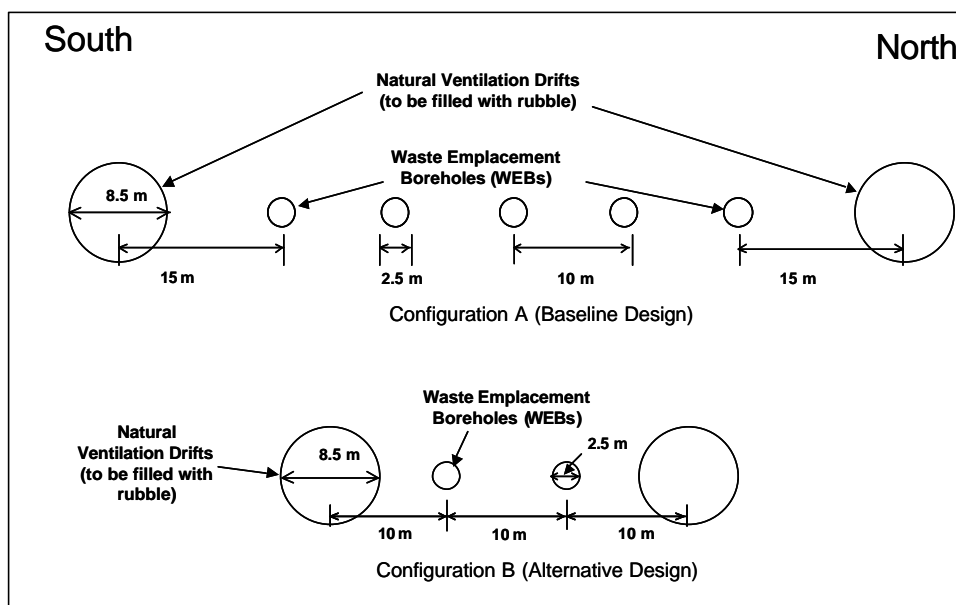 South
North
Natural Ventilation Drifts
(to be filled with rubble)
Waste Emplacement
Boreholes (WEBs)
8.5 m
15 m
2.5 m
10 m
15 m
Configuration A (Baseline Design)
Waste Emplacement
Boreholes (WEBs)
Natural
Ventilation Drifts
(to be filled with
rubble)
8.5 m
2.5 m
10 m
10 m
10 m
Configuration B (Alternative Design)